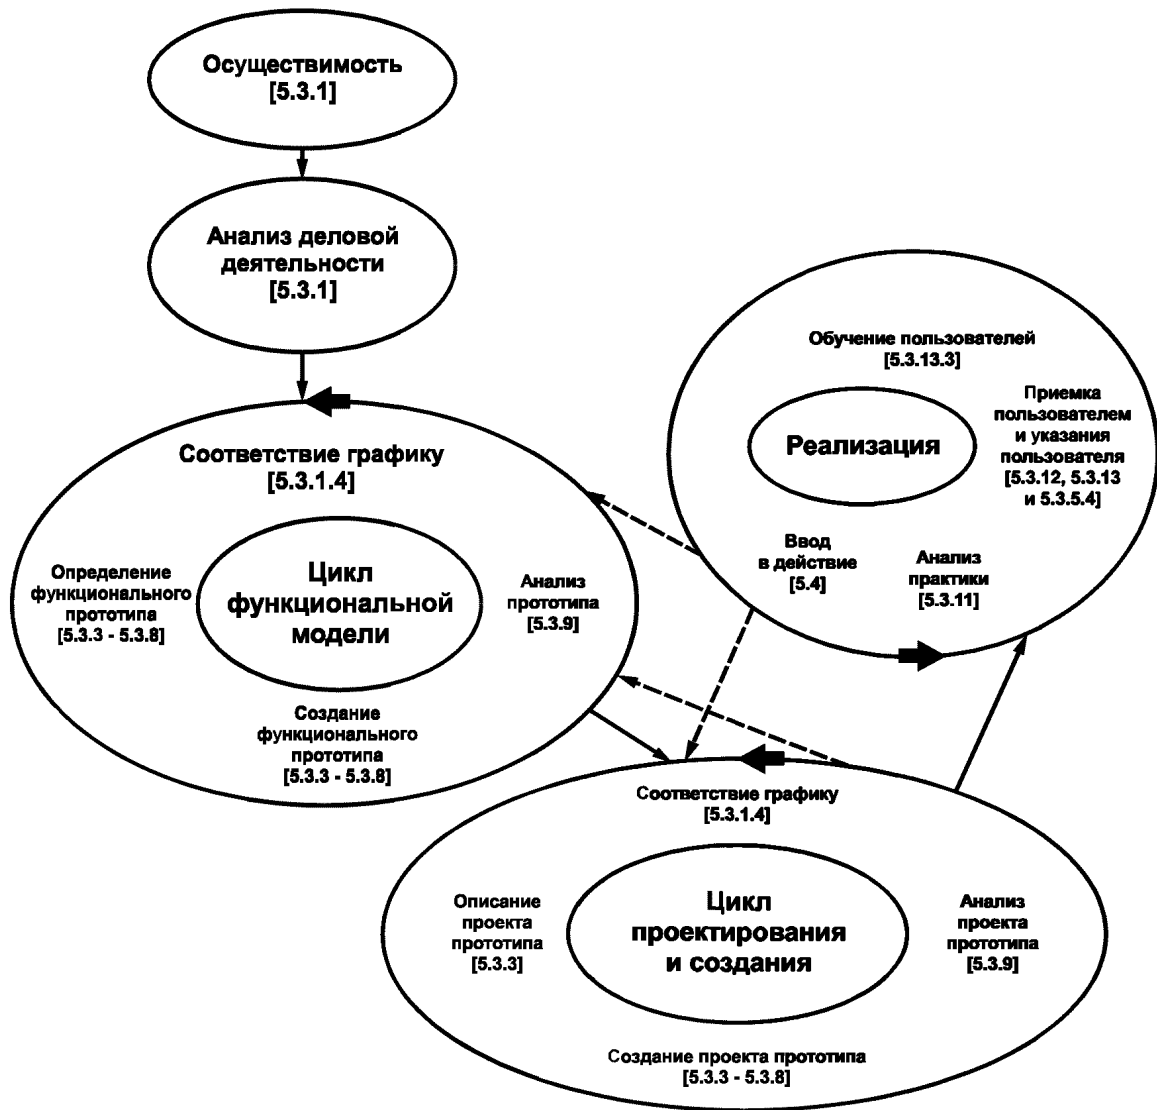 Осуществимость
[5.3.1]
Анализ деловой
деятельности
[5.3.1]
Соответствие графику
[5.3.1.4]
Определение
функционального
прототипа
[5.3.3 - 5.3.8]
Цикл
функциональной
модели
Анализ
прототипа
[5.3.9]
Создание
функционального
прототипа
[5.3.3 - 5.3.8]
Обучение пользователей
[5.3.13.3]
Реализация
Приемка
пользователем
и указания
пользователя
[5.3.12, 5.3.13
и 5.3.5.4]
Ввод
в действие
[5.4]
Анализ
практики
[5.3.11]
Соответствие графику
[5.3.1.4]
Описание
проекта
прототипа
[5.3.3]
Цикл
проектирования
и создания
Анализ
проекта
прототипа
[5.3.9]
Создание проекта прототипа
[5.3.3 - 5.3.8]